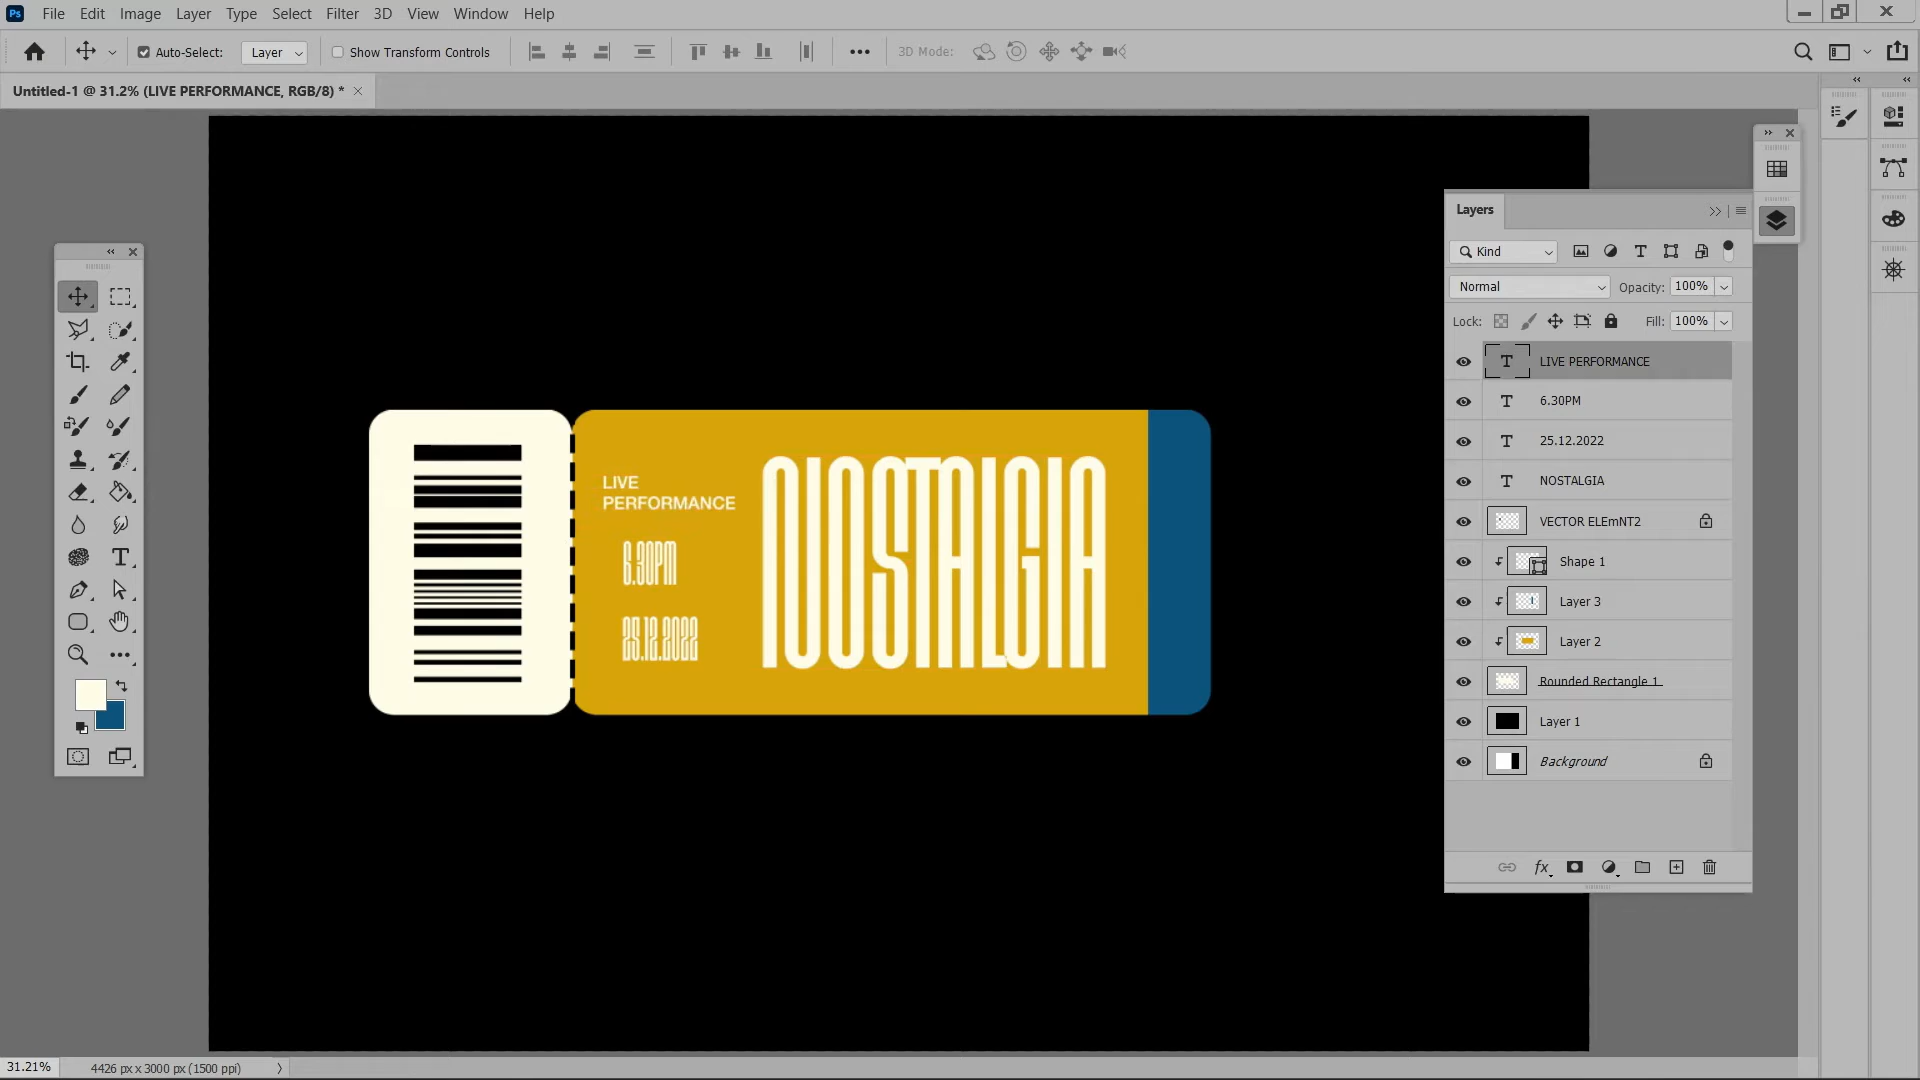 Ps File Edit Image Layer Type Select Filter 3D View Window Help
Auto-Select: Layer Show Transform Controls 3D Mode:
Untitled-1 @ 31.2% (LIVE PERFORMANCE, RGB/8) *
Layers
Kind
Normal Opacity: 100%
Lock: Fill: 100%
LIVE PERFORMANCE
6.30PM
25.12.2022
NOSTALGIA
VECTOR ELEmNT2
Shape 1
Layer 3
Layer 2
Rounded Rectangle 1
Layer 1
Background
fx
LIVE
PERFORMANCE
6.30PM
25.12.2022
NOSTALGIA
31.21% 4426 px x 3000 px (1500 ppi)